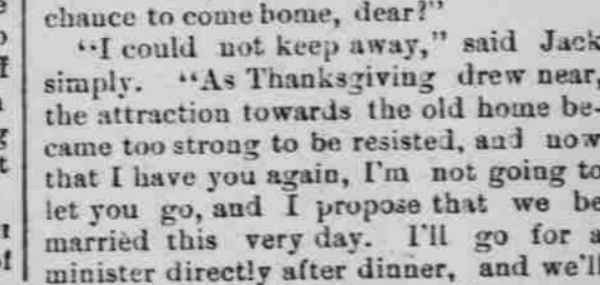 chance to come home, dear?"
"I could not keep away," said Jack
simply. "As Thanksgiving drew near,
the attraction towards the old home be-
came too strong to be resisted, and now
that I have you again, I'm not going to
let you go, and I propose that we be
married this very day. I'll go for a
minister directly after dinner, and we'll